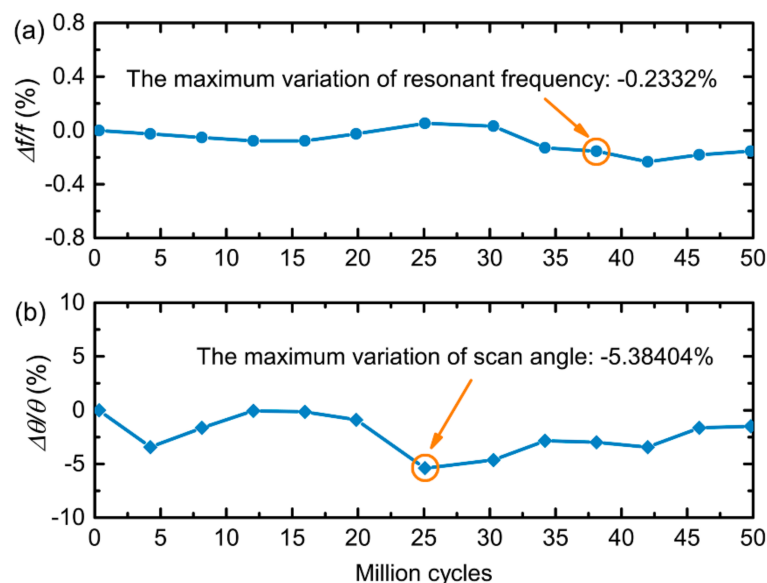 (a)
0.8
0.4
0.0
-0.4
-0.8
Δf/f (%)
The maximum variation of resonant frequency: -0.2332%
0 5 10 15 20 25 30 35 40 45 50
(b)
10
5
0
-5
-10
Δθ/θ (%)
The maximum variation of scan angle: -5.38404%
0 5 10 15 20 25 30 35 40 45 50
Million cycles